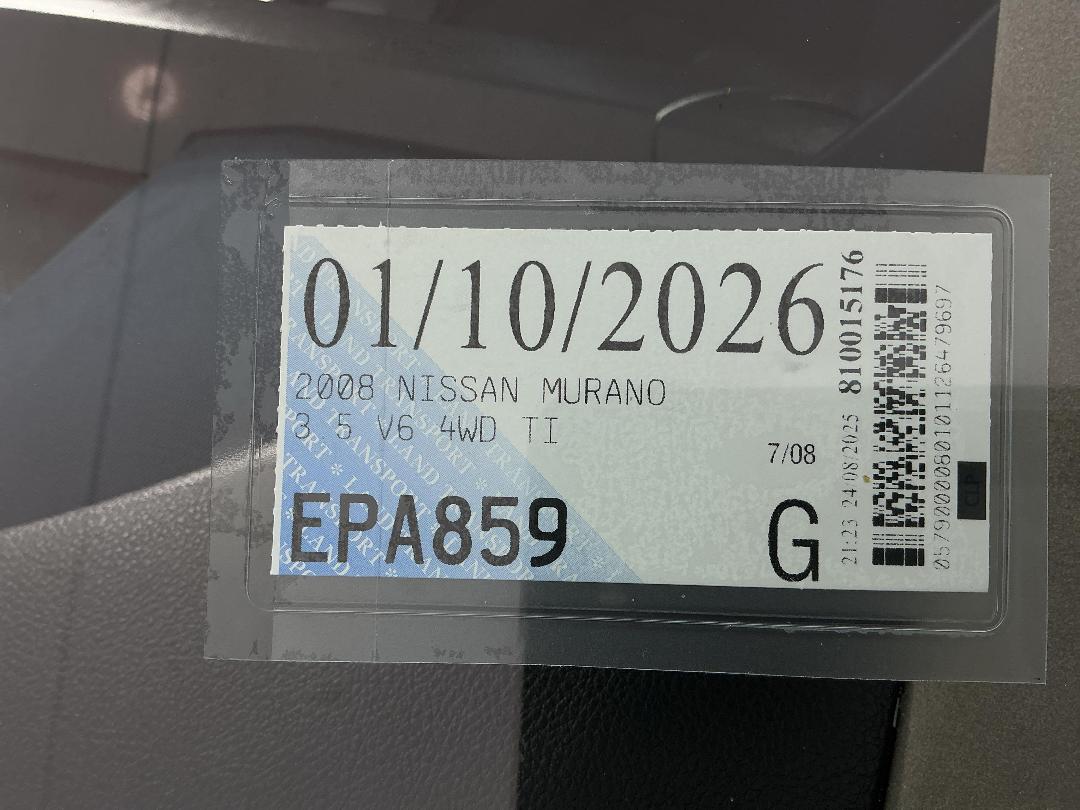 01/10/2026
2008 NISSAN MURANO
3 5 V6 4WD TI
7/08
EPA859
G
810015176
21:23 24/08/2025
CLP